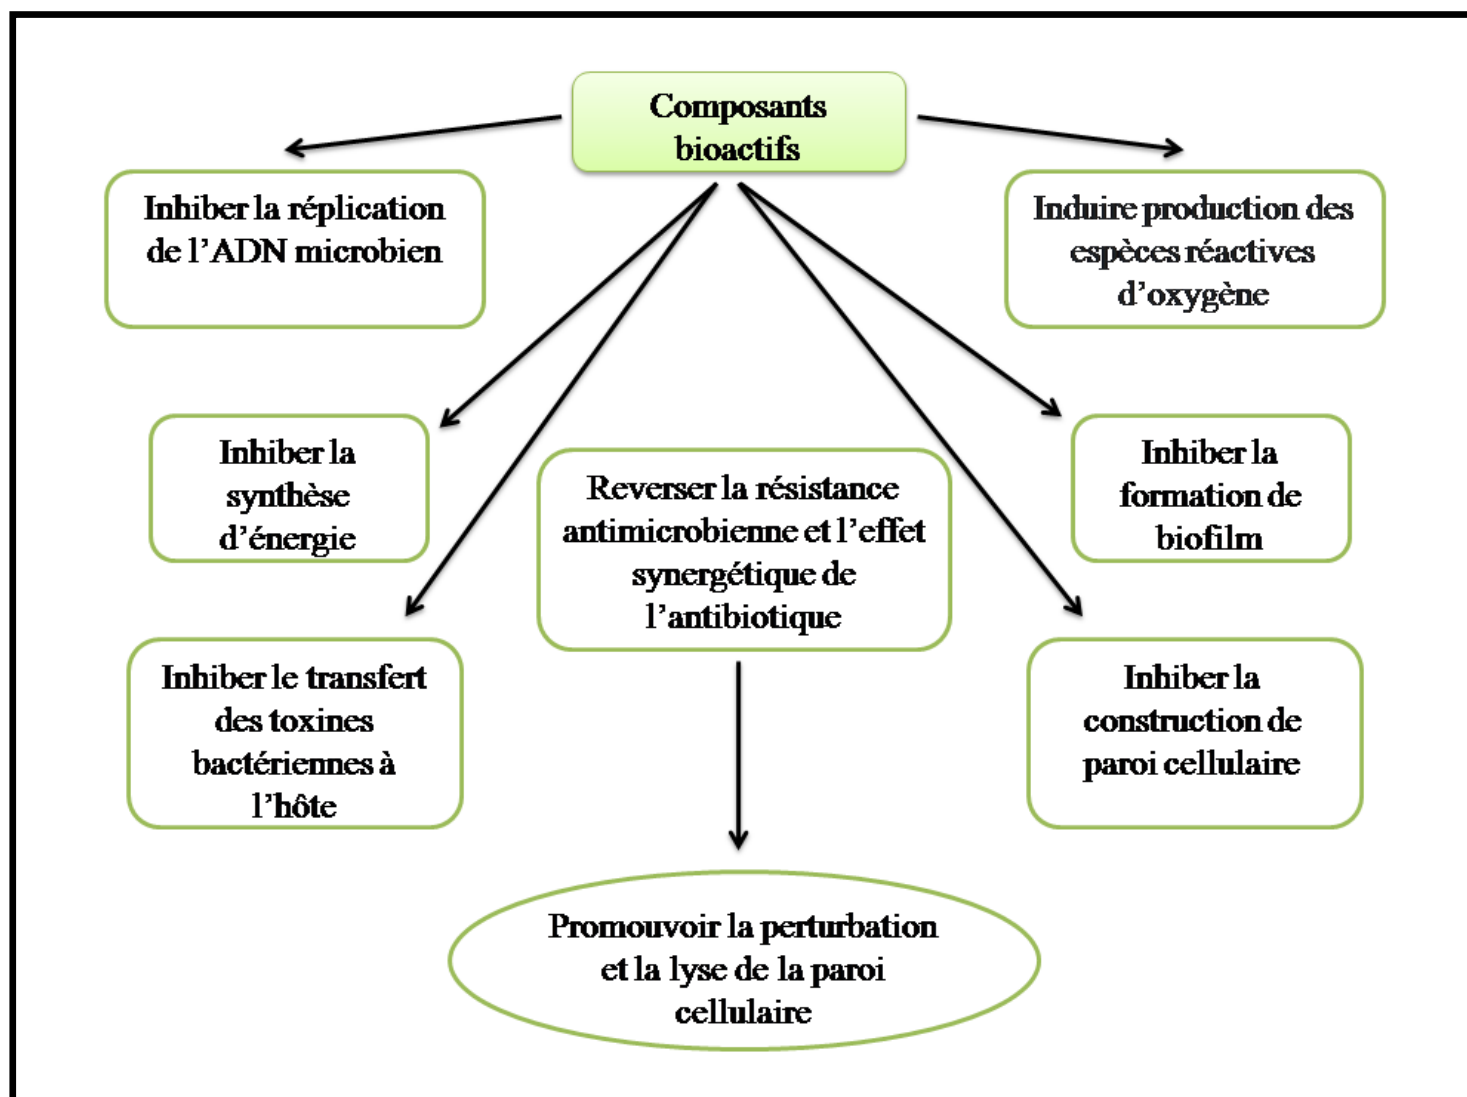 Composants
bioactifs
Inhiber la réplication
de l’ADN microbien
Induire production des
espèces réactives
d’oxygène
Inhiber la
synthèse
d’énergie
Reverser la résistance
antimicrobienne et l’effet
synergétique de
l’antibiotique
Inhiber la
formation de
biofilm
Inhiber le transfert
des toxines
bactériennes à
l’hôte
Inhiber la
construction de
paroi cellulaire
Promouvoir la perturbation
et la lyse de la paroi
cellulaire